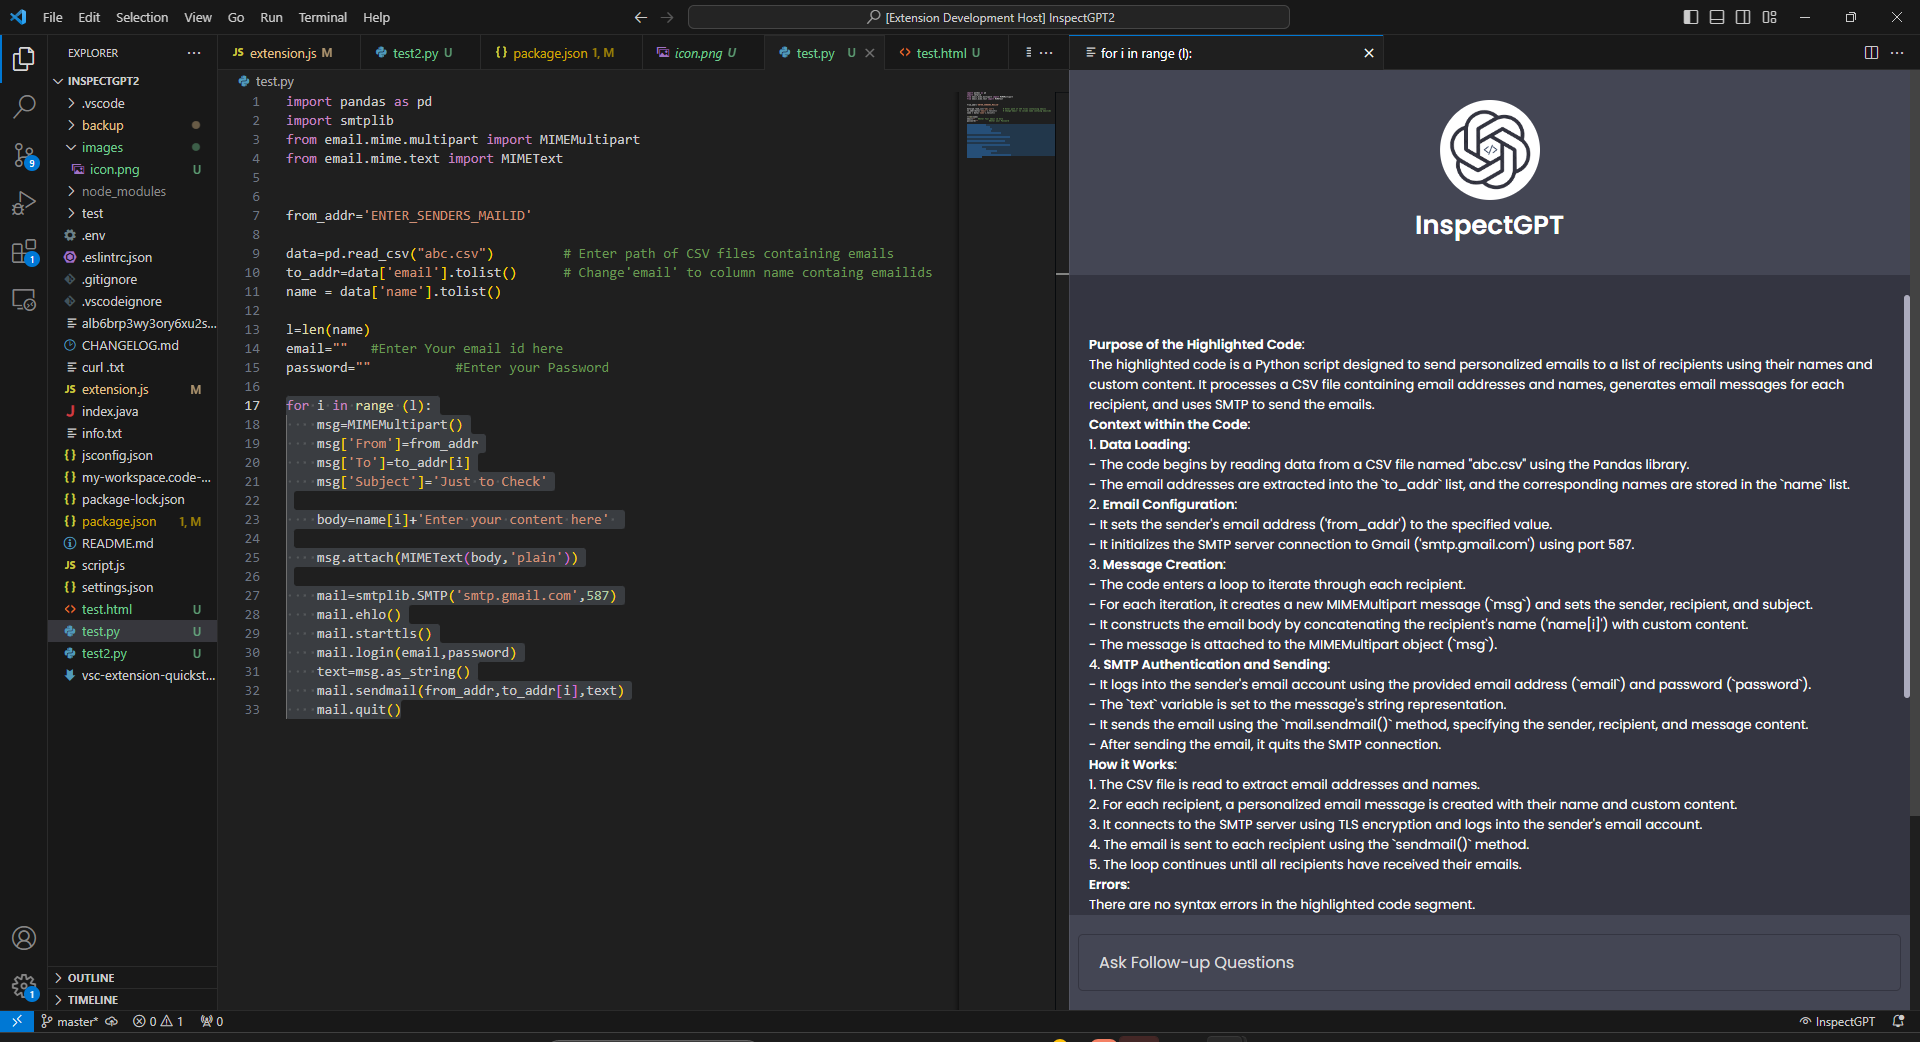 File Edit Selection View Go Run Terminal Help
[Extension Development Host] InspectGPT2
EXPLORER
INSPECTGPT2
.vscode
backup
images
icon.png U
node_modules
test
.env
.eslintrc.json
.gitignore
.vscodeignore
alb6brp3wy3ory6xu2s...
CHANGELOG.md
curl .txt
JS extension.js M
index.java
info.txt
{} jsconfig.json
{} my-workspace.code-...
{} package-lock.json
{} package.json 1, M
README.md
JS script.js
{} settings.json
<> test.html U
test.py U
test2.py U
vsc-extension-quickst...
OUTLINE
TIMELINE
9
1
1
JS extension.js M
test2.py U
{} package.json 1, M
icon.png U
test.py U
<> test.html U
test.py
1 import pandas as pd
2 import smtplib
3 from email.mime.multipart import MIMEMultipart
4 from email.mime.text import MIMEText
5
6
7 from_addr='ENTER_SENDERS_MAILID'
8
9 data=pd.read_csv("abc.csv") # Enter path of CSV files containing emails
10 to_addr=data['email'].tolist() # Change'email' to column name containg emailids
11 name = data['name'].tolist()
12
13 l=len(name)
14 email="" #Enter Your email id here
15 password="" #Enter your Password
16
17 for i in range (l):
18 msg=MIMEMultipart()
19 msg['From']=from_addr
20 msg['To']=to_addr[i]
21 msg['Subject']='Just to Check'
22
23 body=name[i]+'Enter your content here'
24
25 msg.attach(MIMEText(body,'plain'))
26
27 mail=smtplib.SMTP('smtp.gmail.com',587)
28 mail.ehlo()
29 mail.starttls()
30 mail.login(email,password)
31 text=msg.as_string()
32 mail.sendmail(from_addr,to_addr[i],text)
33 mail.quit()
for i in range (l):
InspectGPT
Purpose of the Highlighted Code:
The highlighted code is a Python script designed to send personalized emails to a list of recipients using their names and
custom content. It processes a CSV file containing email addresses and names, generates email messages for each
recipient, and uses SMTP to send the emails.
Context within the Code:
1. Data Loading:
- The code begins by reading data from a CSV file named "abc.csv" using the Pandas library.
- The email addresses are extracted into the `to_addr` list, and the corresponding names are stored in the `name` list.
2. Email Configuration:
- It sets the sender's email address ('from_addr') to the specified value.
- It initializes the SMTP server connection to Gmail ('smtp.gmail.com') using port 587.
3. Message Creation:
- The code enters a loop to iterate through each recipient.
- For each iteration, it creates a new MIMEMultipart message (`msg`) and sets the sender, recipient, and subject.
- It constructs the email body by concatenating the recipient's name ('name[i]') with custom content.
- The message is attached to the MIMEMultipart object (`msg`).
4. SMTP Authentication and Sending:
- It logs into the sender's email account using the provided email address (`email`) and password (`password`).
- The `text` variable is set to the message's string representation.
- It sends the email using the `mail.sendmail()` method, specifying the sender, recipient, and message content.
- After sending the email, it quits the SMTP connection.
How it Works:
1. The CSV file is read to extract email addresses and names.
2. For each recipient, a personalized email message is created with their name and custom content.
3. It connects to the SMTP server using TLS encryption and logs into the sender's email account.
4. The email is sent to each recipient using the `sendmail()` method.
5. The loop continues until all recipients have received their emails.
Errors:
There are no syntax errors in the highlighted code segment.
Ask Follow-up Questions
master* 0 1 0
InspectGPT